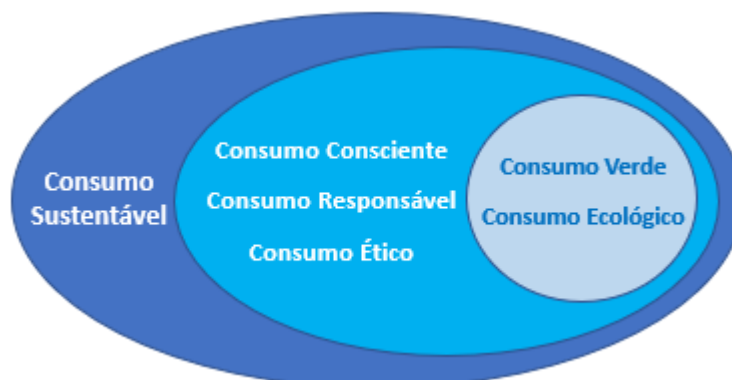 Consumo
Sustentável
Consumo Consciente
Consumo Responsável
Consumo Ético
Consumo Verde
Consumo Ecológico